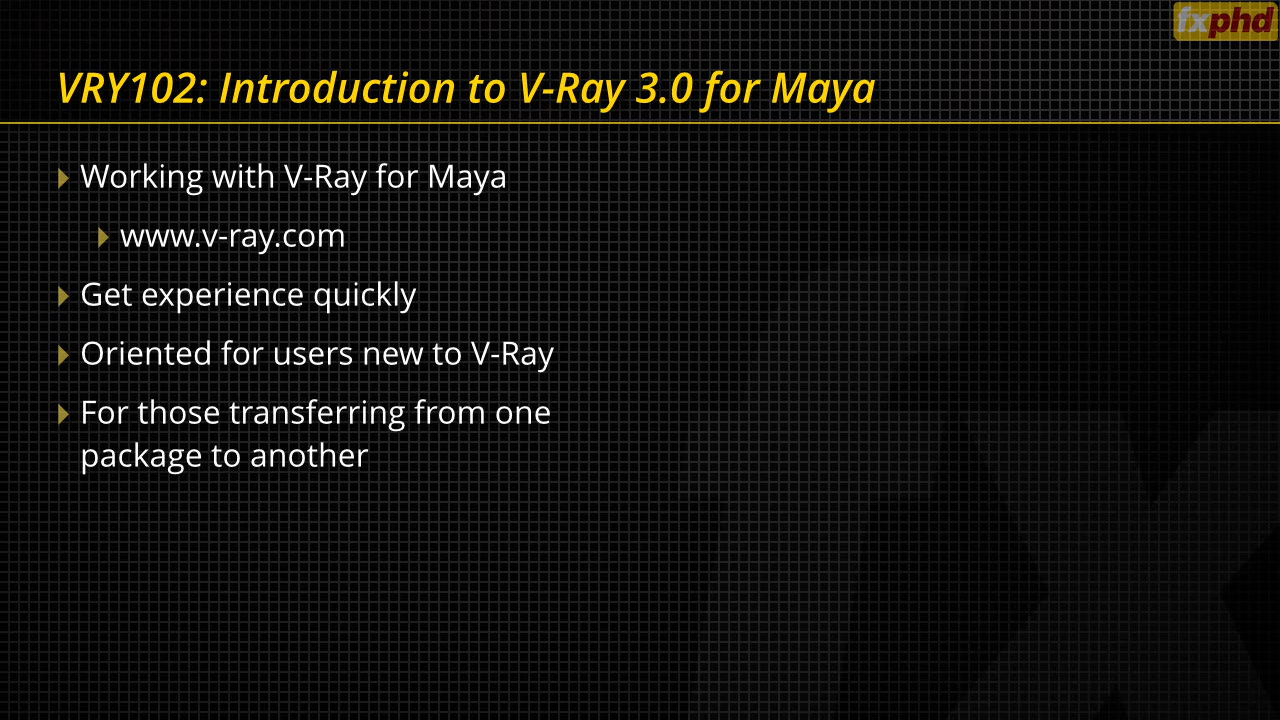 fxphd
VRY102: Introduction to V-Ray 3.0 for Maya
Working with V-Ray for Maya
www.v-ray.com
Get experience quickly
Oriented for users new to V-Ray
For those transferring from one
package to another